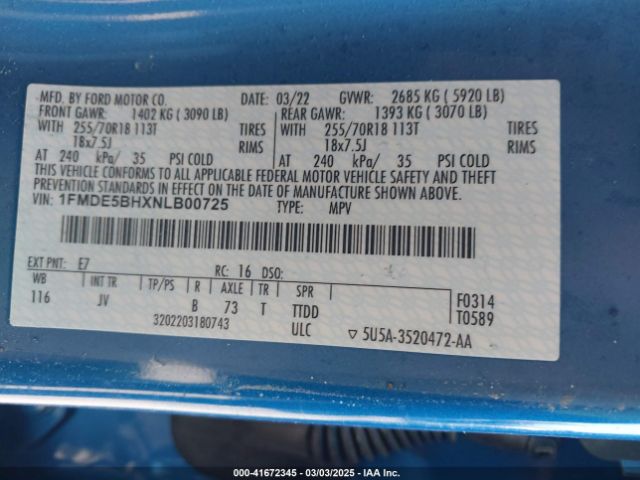 MFD. BY FORD MOTOR CO. DATE: 03/22 GVWR: 2685 KG ( 5920 LB)
FRONT GAWR: 1402 KG ( 3090 LB) REAR GAWR: 1393 KG ( 3070 LB)
WITH 255/70R18 113T TIRES WITH 255/70R18 113T TIRES
18x7.5J RIMS 18x7.5J RIMS
AT 240 kPa/ 35 PSI COLD AT 240 kPa/ 35 PSI COLD
THIS VEHICLE CONFORMS TO ALL APPLICABLE FEDERAL MOTOR VEHICLE SAFETY AND THEFT
PREVENTION STANDARDS IN EFFECT ON THE DATE OF MANUFACTURE SHOWN ABOVE.
VIN: 1FMDE5BHXNLB00725 TYPE: MPV
EXT PNT: E7 RC: 16 DSO:
WB INT TR TP/PS R AXLE TR SPR F0314
116 JV B 73 T TTDD T0589
3202203180743 ULC ▽ 5U5A-3520472-AA
000-41672345 | 03/03/2025 | IAA Inc.